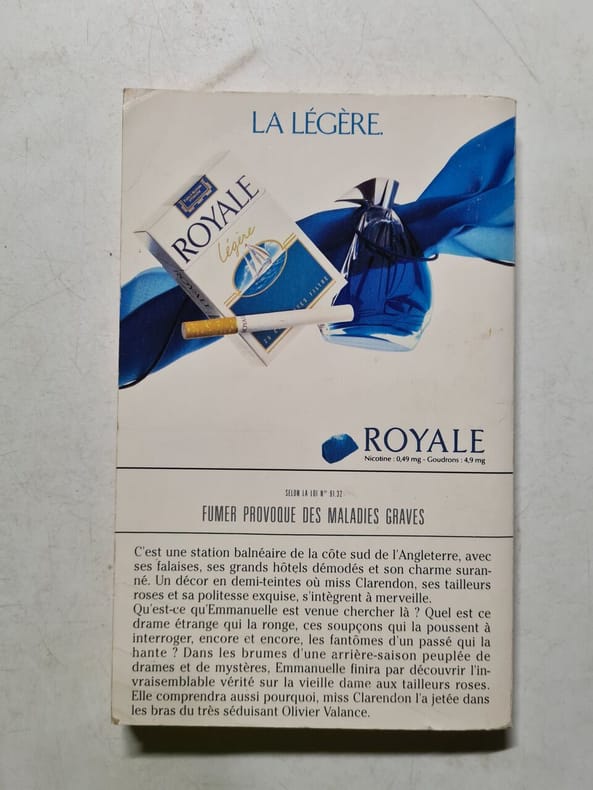 LA LÉGÈRE.
ROYALE
Légère
ROYALE
ROYALE
Nicotine : 0,49 mg - Goudrons : 4,9 mg
SELON LA LOI N° 91.32
FUMER PROVOQUE DES MALADIES GRAVES
C'est une station balnéaire de la côte sud de l'Angleterre, avec
ses falaises, ses grands hôtels démodés et son charme suran-
né. Un décor en demi-teintes où miss Clarendon, ses tailleurs
roses et sa politesse exquise, s'intègrent à merveille.
Qu'est-ce qu'Emmanuelle est venue chercher là ? Quel est ce
drame étrange qui la ronge, ces soupçons qui la poussent à
interroger, encore et encore, les fantômes d'un passé qui la
hante ? Dans les brumes d'une arrière-saison peuplée de
drames et de mystères, Emmanuelle finira par découvrir l'in-
vraisemblable vérité sur la vieille dame aux tailleurs roses.
Elle comprendra aussi pourquoi, miss Clarendon l'a jetée dans
les bras du très séduisant Olivier Valance.